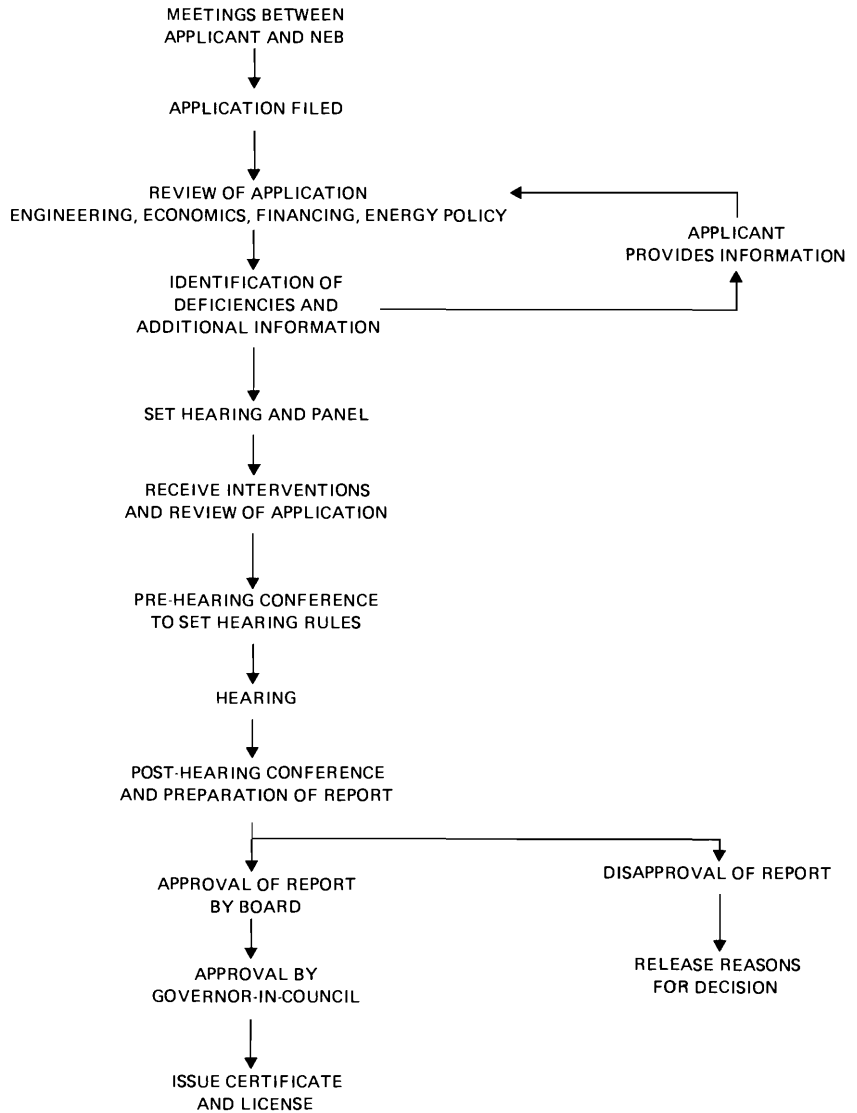 MEETINGS BETWEEN
APPLICANT AND NEB
APPLICATION FILED
REVIEW OF APPLICATION
ENGINEERING, ECONOMICS, FINANCING, ENERGY POLICY
APPLICANT
PROVIDES INFORMATION
IDENTIFICATION OF
DEFICIENCIES AND
ADDITIONAL INFORMATION
SET HEARING AND PANEL
RECEIVE INTERVENTIONS
AND REVIEW OF APPLICATION
PRE-HEARING CONFERENCE
TO SET HEARING RULES
HEARING
POST-HEARING CONFERENCE
AND PREPARATION OF REPORT
APPROVAL OF REPORT
BY BOARD
DISAPPROVAL OF REPORT
APPROVAL BY
GOVERNOR-IN-COUNCIL
RELEASE REASONS
FOR DECISION
ISSUE CERTIFICATE
AND LICENSE